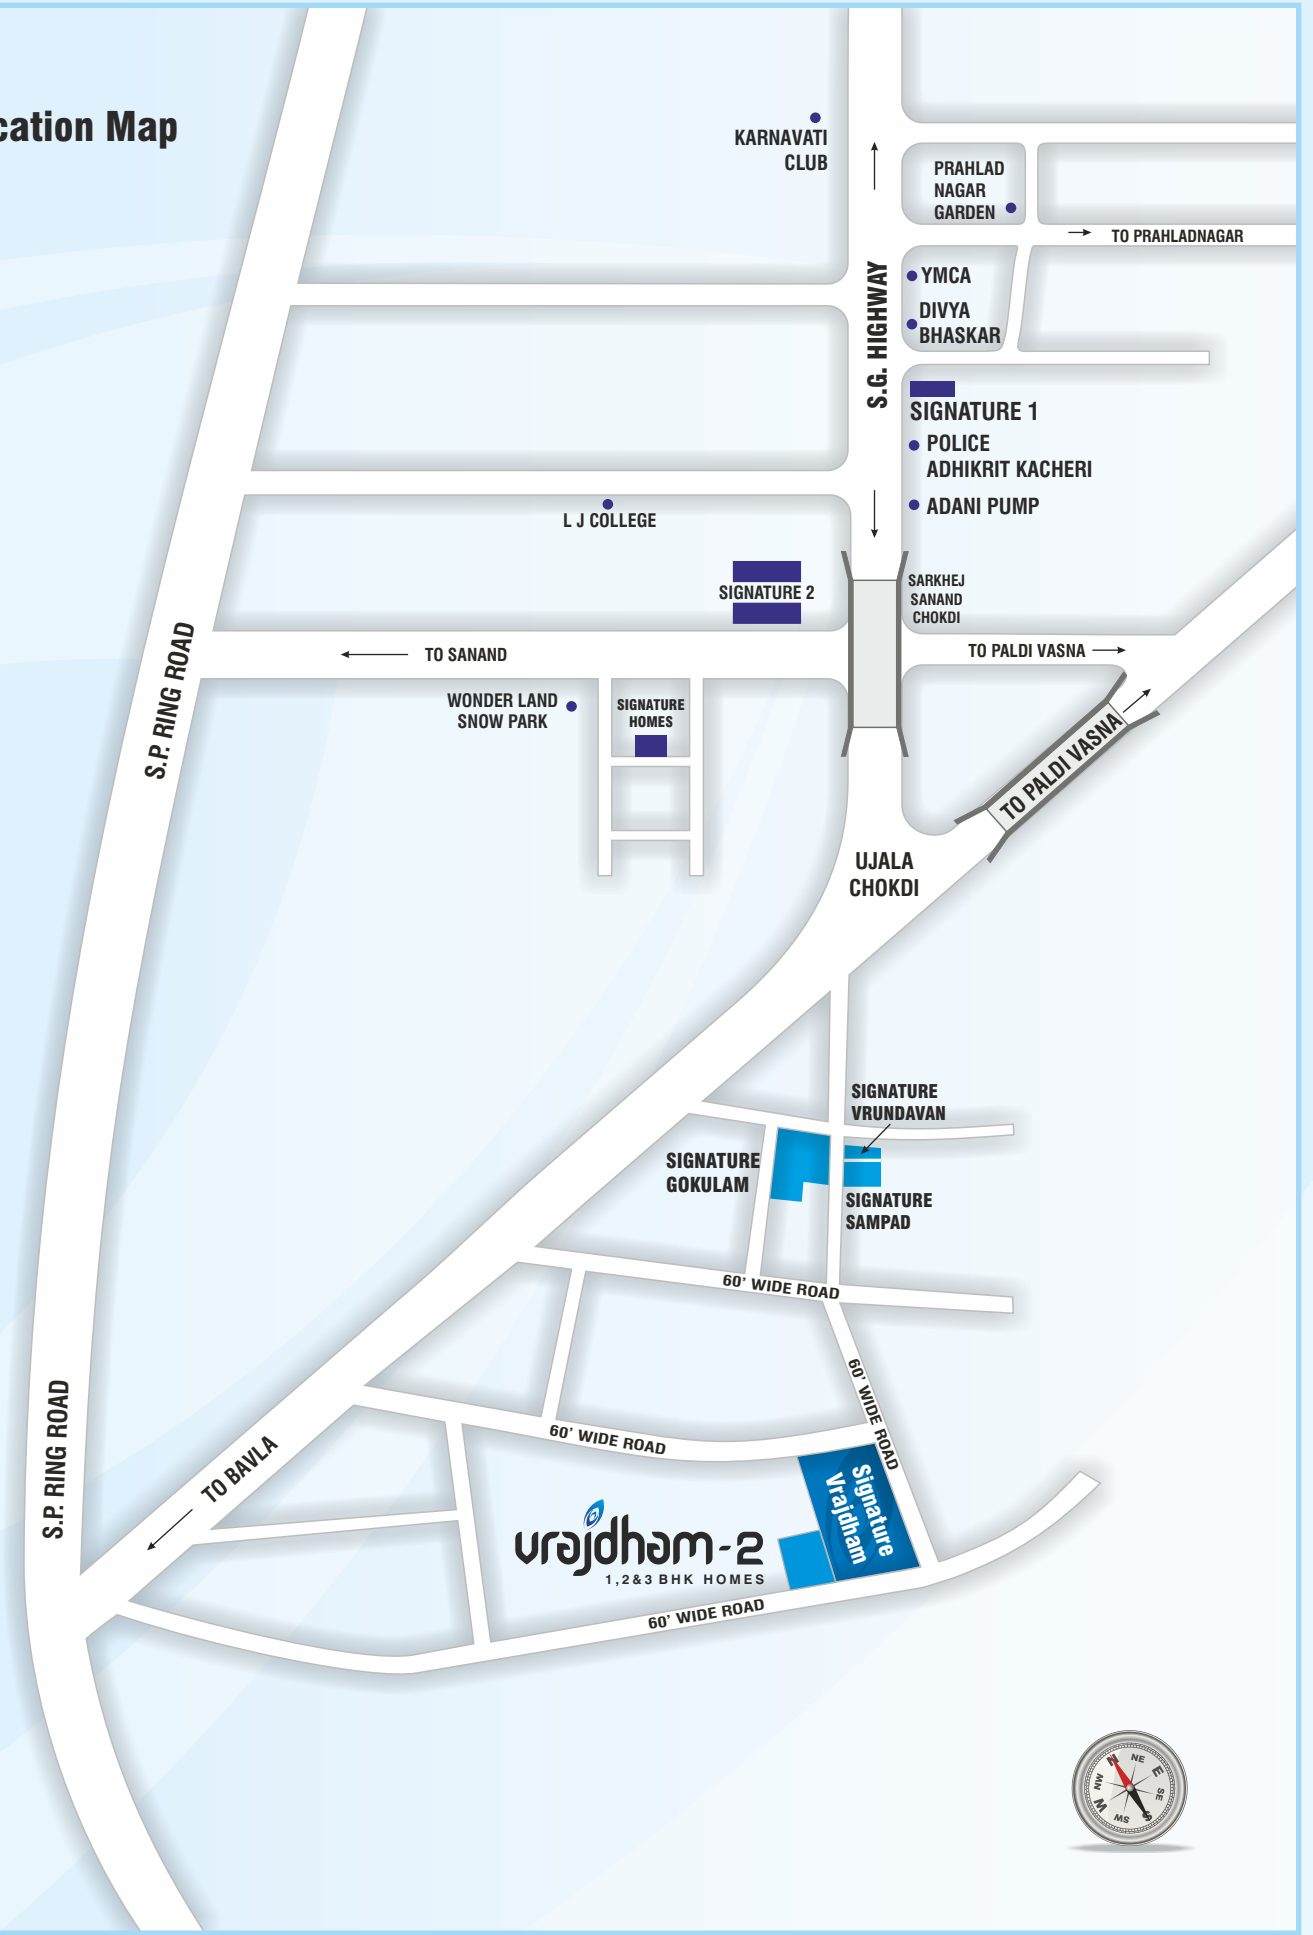 cation Map
KARNAVATI
CLUB
PRAHLAD
NAGAR
GARDEN
TO PRAHLADNAGAR
S.G. HIGHWAY
YMCA
DIVYA
BHASKAR
SIGNATURE 1
POLICE
ADHIKRIT KACHERI
ADANI PUMP
L J COLLEGE
SIGNATURE 2
SARKHEJ
SANAND
CHOKDI
TO SANAND
TO PALDI VASNA
S.P. RING ROAD
WONDER LAND
SNOW PARK
SIGNATURE
HOMES
TO PALDI VASNA
UJALA
CHOKDI
SIGNATURE
VRUNDAVAN
SIGNATURE
GOKULAM
SIGNATURE
SAMPAD
60' WIDE ROAD
60' WIDE ROAD
S.P. RING ROAD
TO BAVLA
60' WIDE ROAD
Signature
Vrajdham
vrajdham-2
1,2&3 BHK HOMES
60' WIDE ROAD
N
NE
E
SE
S
SW
W
NW